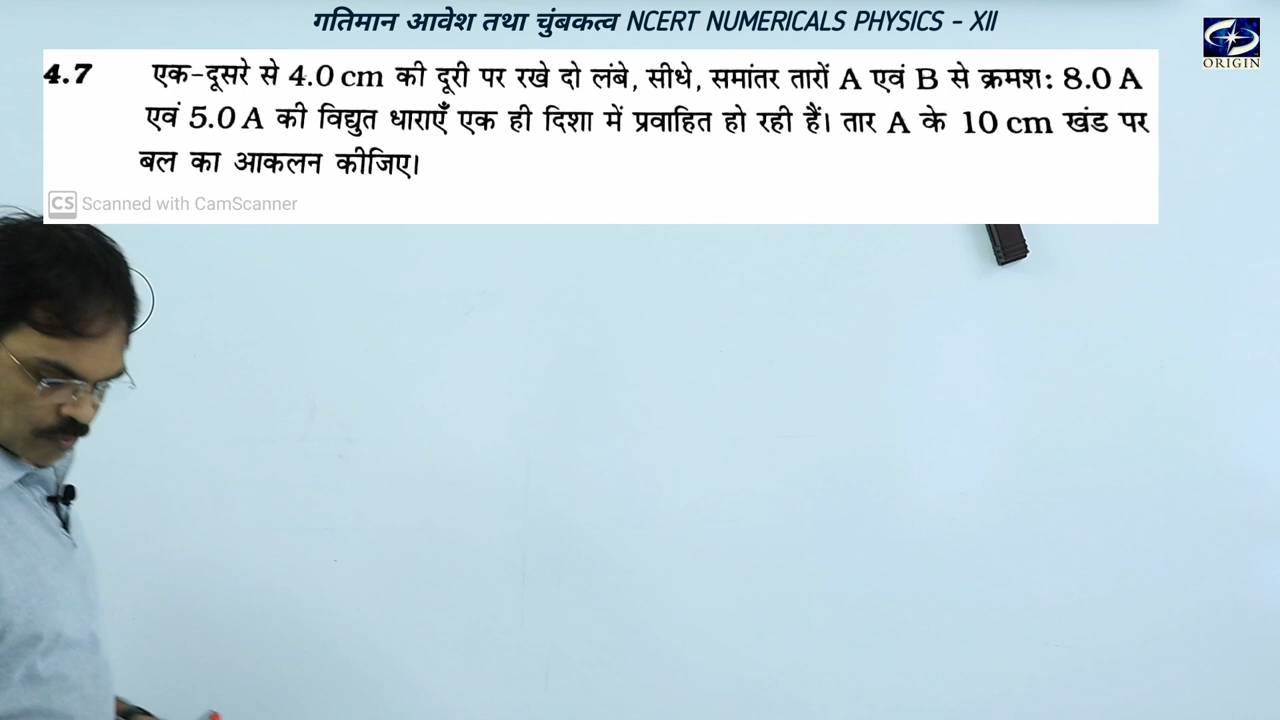 गतिमान आवेश तथा चुंबकत्व NCERT NUMERICALS PHYSICS - XII
ORIGIN
4.7 एक-दूसरे से 4.0 cm की दूरी पर रखे दो लंबे, सीधे, समांतर तारों A एवं B से क्रमश: 8.0 A
एवं 5.0 A की विद्युत धाराएँ एक ही दिशा में प्रवाहित हो रही हैं। तार A के 10 cm खंड पर
बल का आकलन कीजिए।
CS Scanned with CamScanner